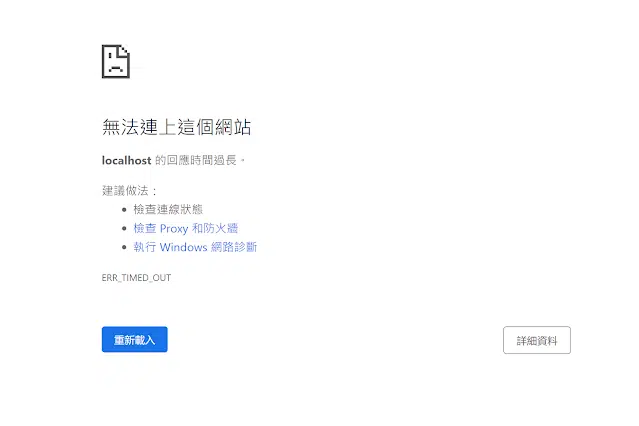 無法連上這個網站
localhost 的回應時間過長。
建議做法：
檢查連線狀態
檢查 Proxy 和防火牆
執行 Windows 網路診斷
ERR_TIMED_OUT
重新載入
詳細資料